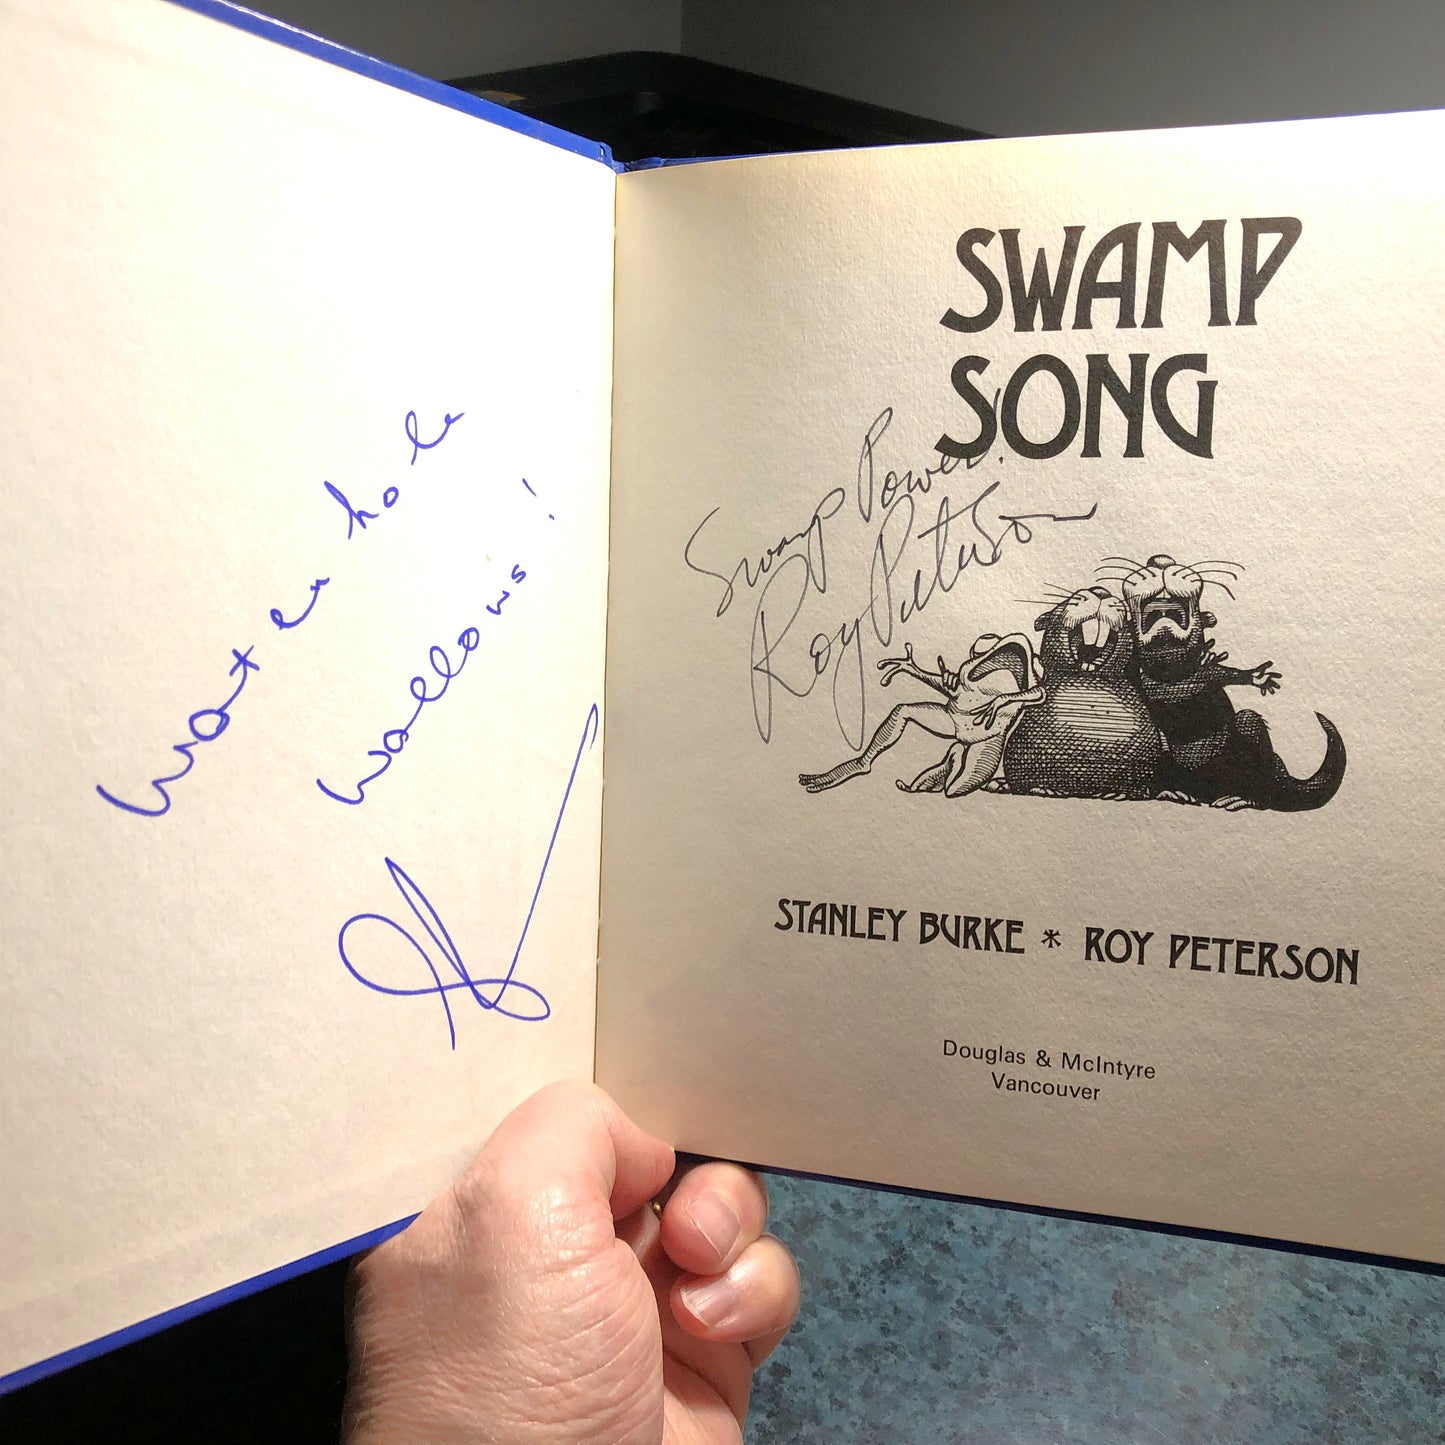 Water hole
Wallows!
SWAMP
SONG
Swamp Power!
Roy Peterson
STANLEY BURKE * ROY PETERSON
Douglas & McIntyre
Vancouver